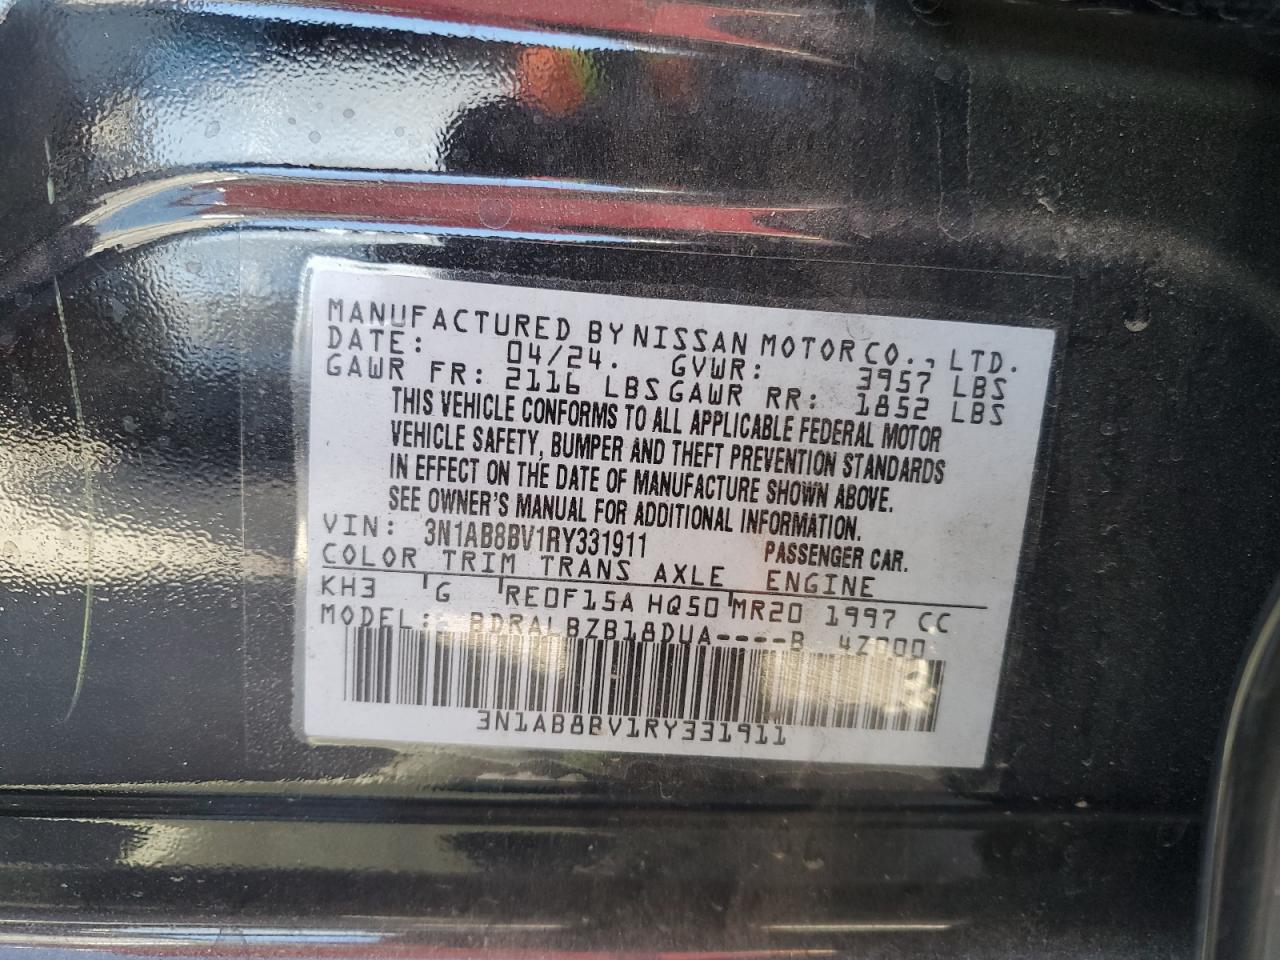 MANUFACTURED BY NISSAN MOTOR CO., LTD.
DATE: 04/24. GVWR: 3957 LBS
GAWR FR: 2116 LBS GAWR RR: 1852 LBS
THIS VEHICLE CONFORMS TO ALL APPLICABLE FEDERAL MOTOR
VEHICLE SAFETY, BUMPER AND THEFT PREVENTION STANDARDS
IN EFFECT ON THE DATE OF MANUFACTURE SHOWN ABOVE.
SEE OWNER'S MANUAL FOR ADDITIONAL INFORMATION.
VIN: 3N1AB8BV1RY331911 PASSENGER CAR.
COLOR TRIM TRANS AXLE ENGINE
KH3 G RE0F15A HQ50 MR20 1997 CC
MODEL: BDRALBZB18DUA----B
3N1AB8BV1RY331911